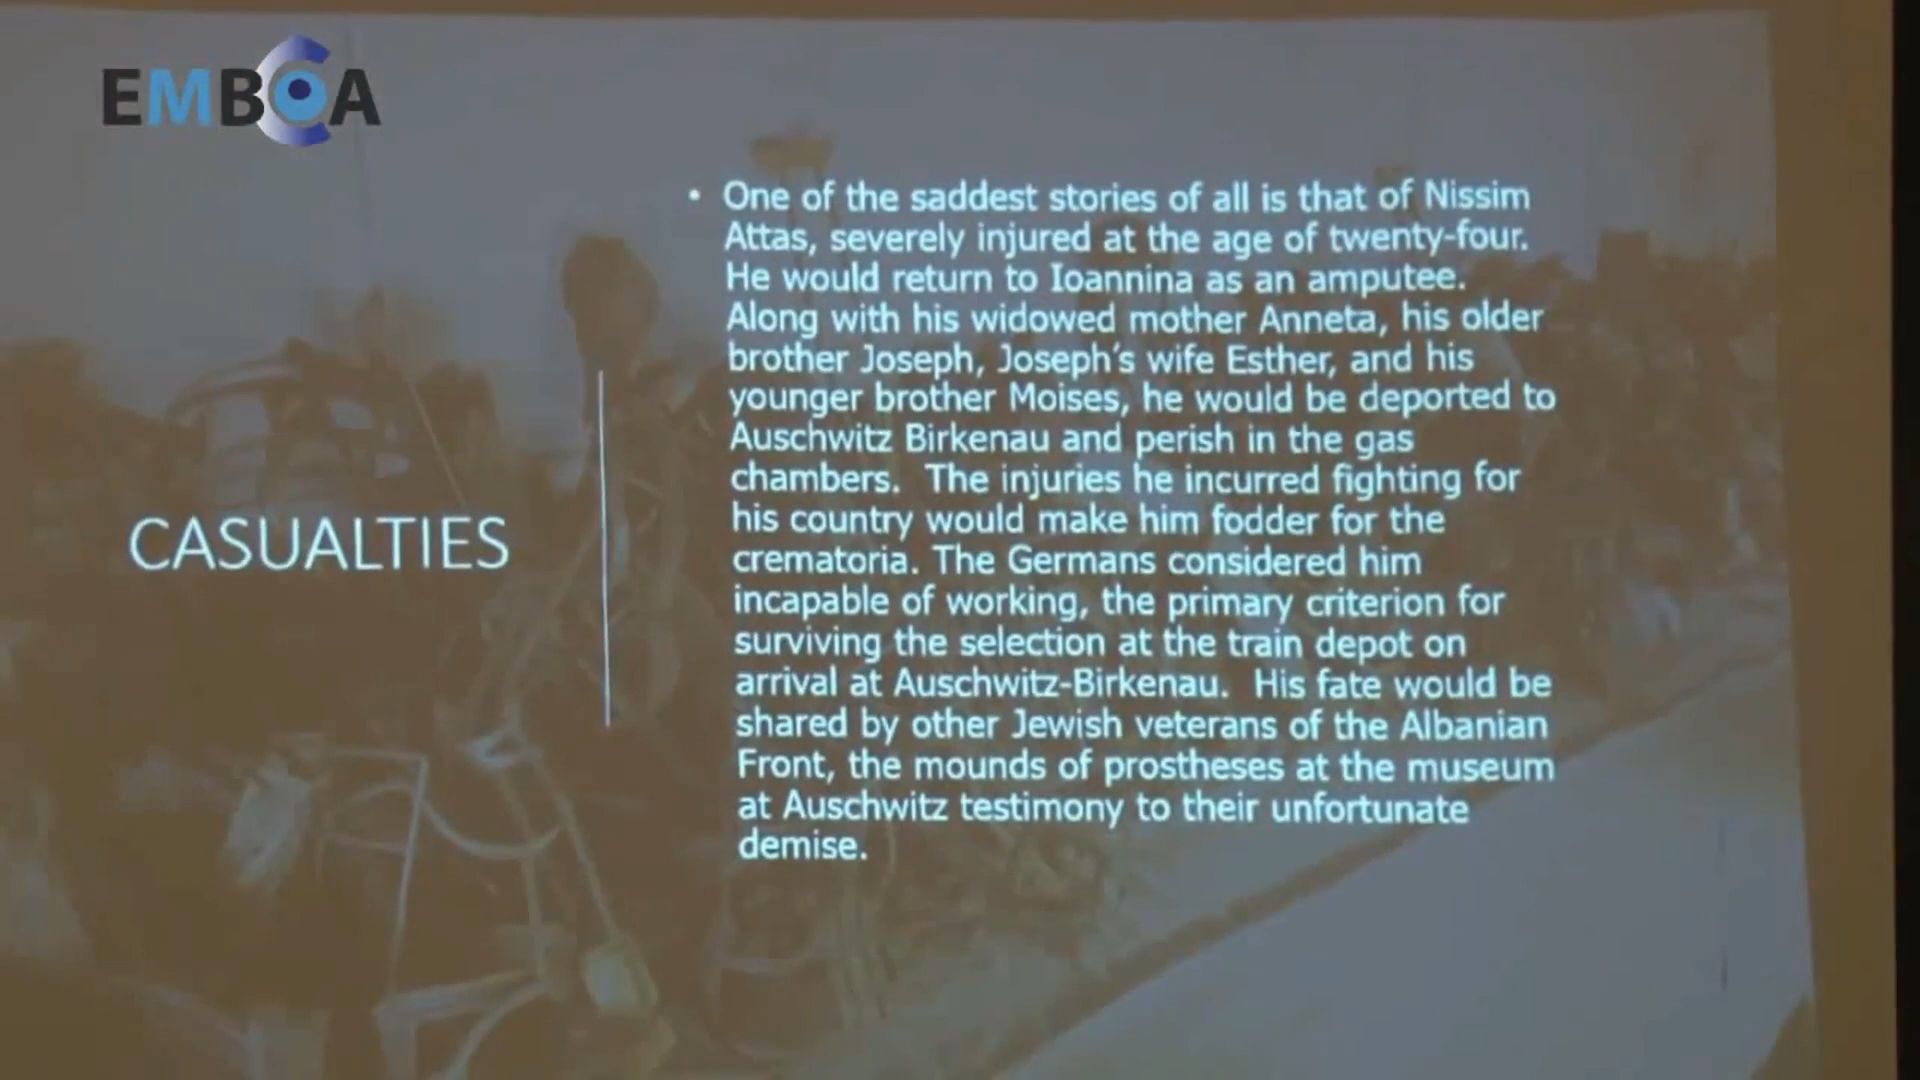 EMBCA
CASUALTIES
• One of the saddest stories of all is that of Nissim
Attas, severely injured at the age of twenty-four.
He would return to Ioannina as an amputee.
Along with his widowed mother Anneta, his older
brother Joseph, Joseph's wife Esther, and his
younger brother Moises, he would be deported to
Auschwitz Birkenau and perish in the gas
chambers.  The injuries he incurred fighting for
his country would make him fodder for the
crematoria. The Germans considered him
incapable of working, the primary criterion for
surviving the selection at the train depot on
arrival at Auschwitz-Birkenau.  His fate would be
shared by other Jewish veterans of the Albanian
Front, the mounds of prostheses at the museum
at Auschwitz testimony to their unfortunate
demise.